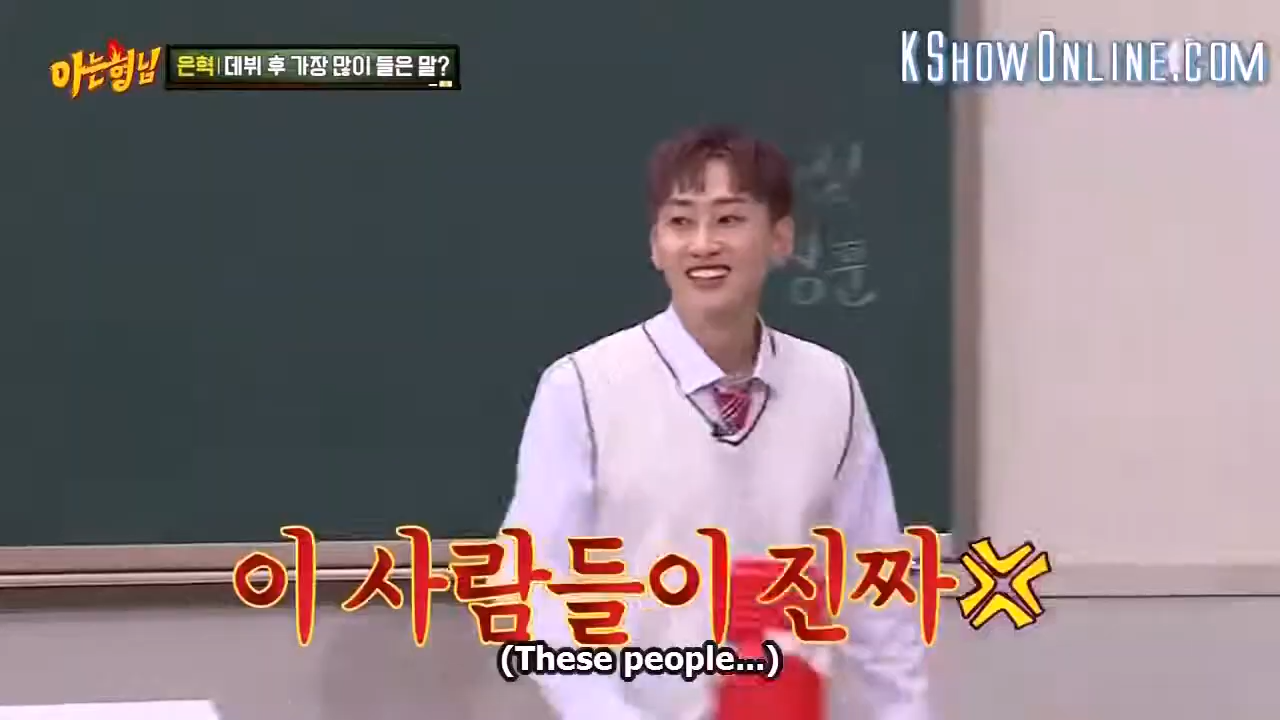 아는형님
은혁 | 데뷔 후 가장 많이 들은 말?
KSHOWONLINE.COM
이 사람들이 진짜
(These people...)